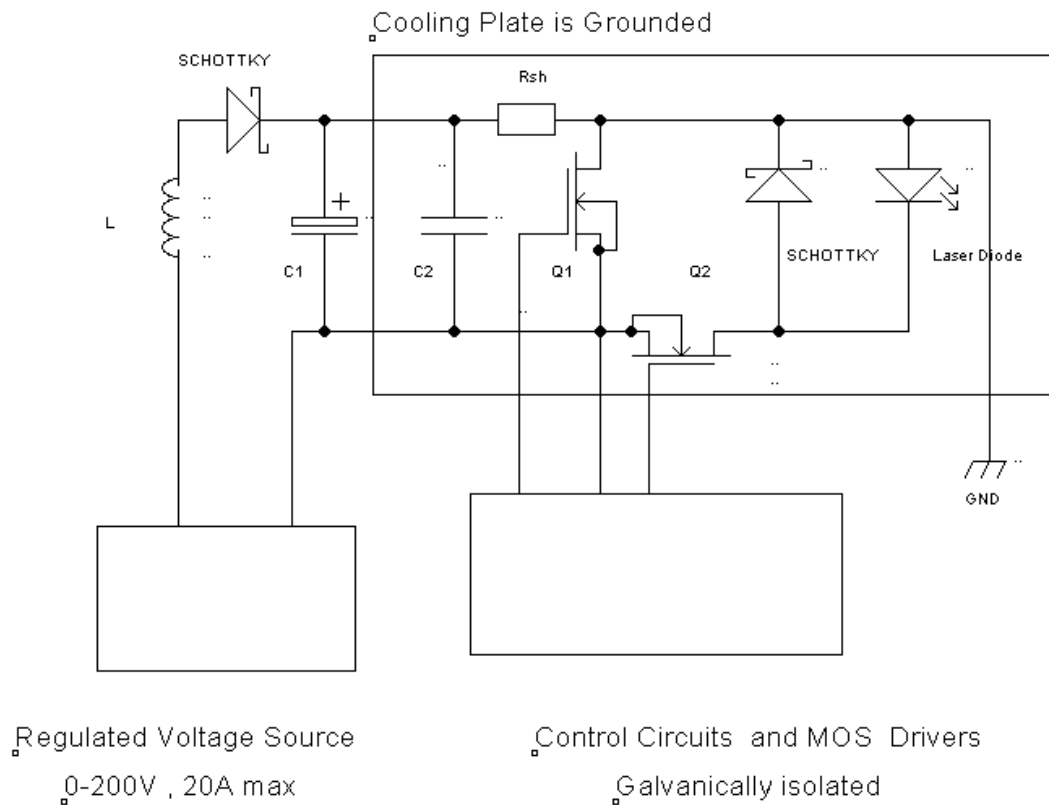 Cooling Plate is Grounded
SCHOTTKY
Rsh
L
C1
C2
Q1
Q2
SCHOTTKY
Laser Diode
GND
Regulated Voltage Source
0-200V , 20A max
Control Circuits and MOS Drivers
Galvanically isolated